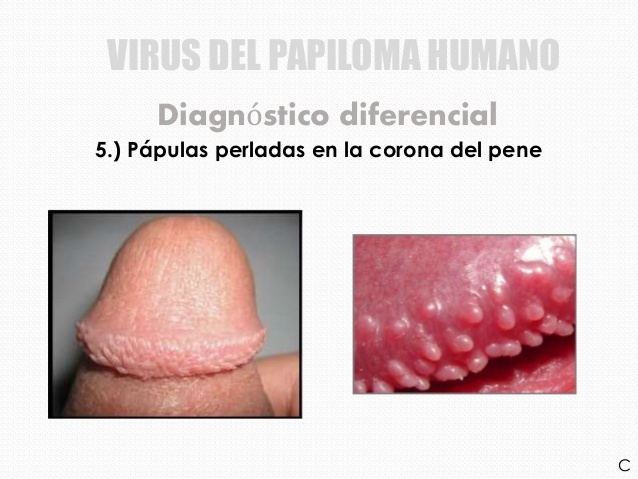 VIRUS DEL PAPILOMA HUMANO
Diagnóstico diferencial
5.) Pápulas perladas en la corona del pene
C